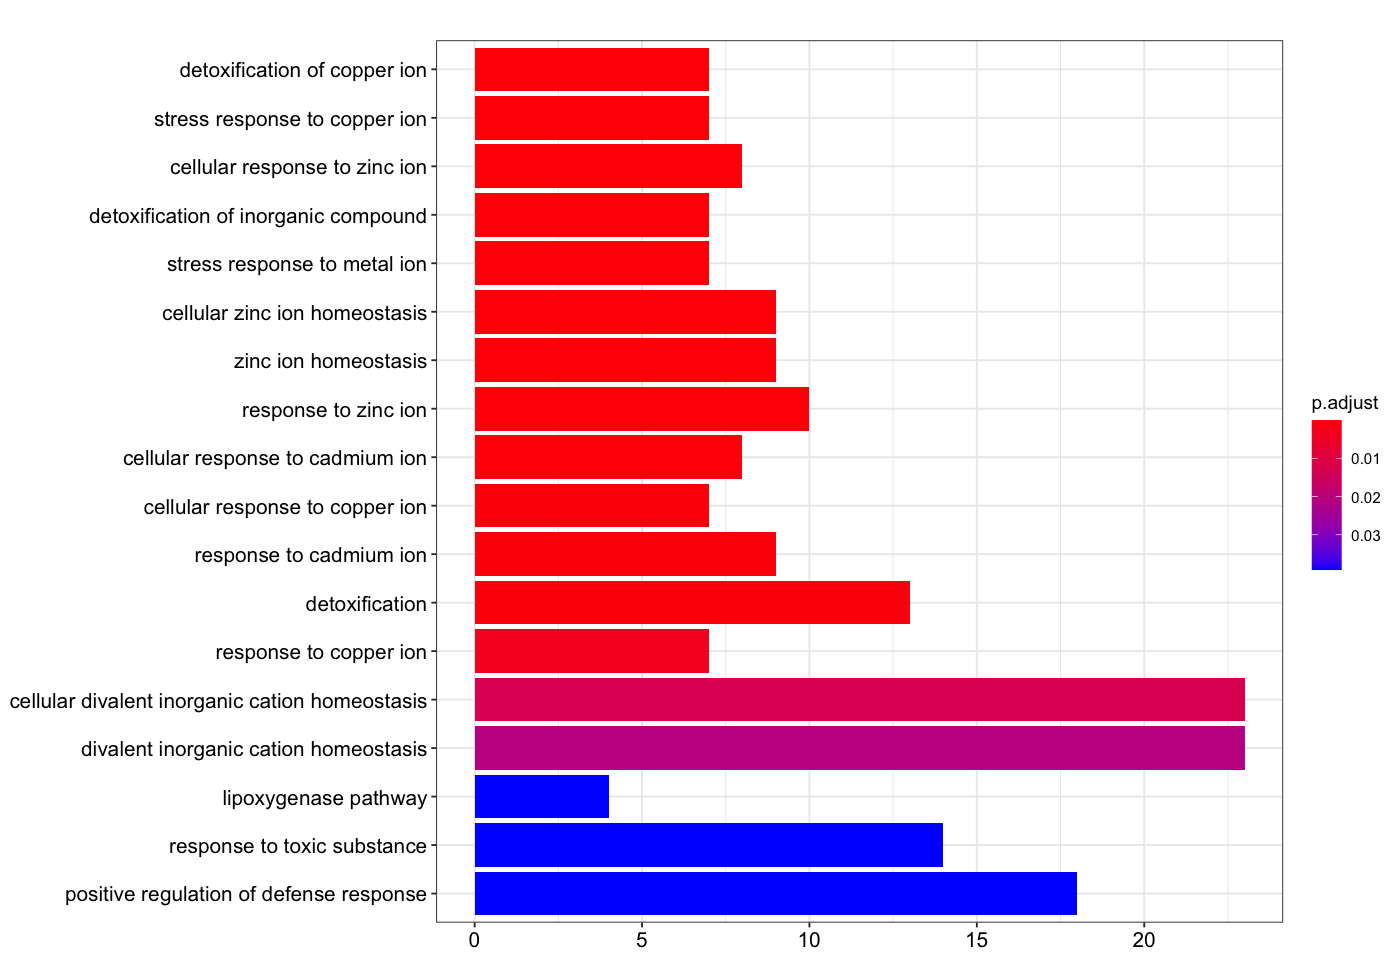 detoxification of copper ion
stress response to copper ion
cellular response to zinc ion
detoxification of inorganic compound
stress response to metal ion
cellular zinc ion homeostasis
zinc ion homeostasis
response to zinc ion
cellular response to cadmium ion
cellular response to copper ion
response to cadmium ion
detoxification
response to copper ion
cellular divalent inorganic cation homeostasis
divalent inorganic cation homeostasis
lipoxygenase pathway
response to toxic substance
positive regulation of defense response
0 5 10 15 20
p.adjust
0.01
0.02
0.03